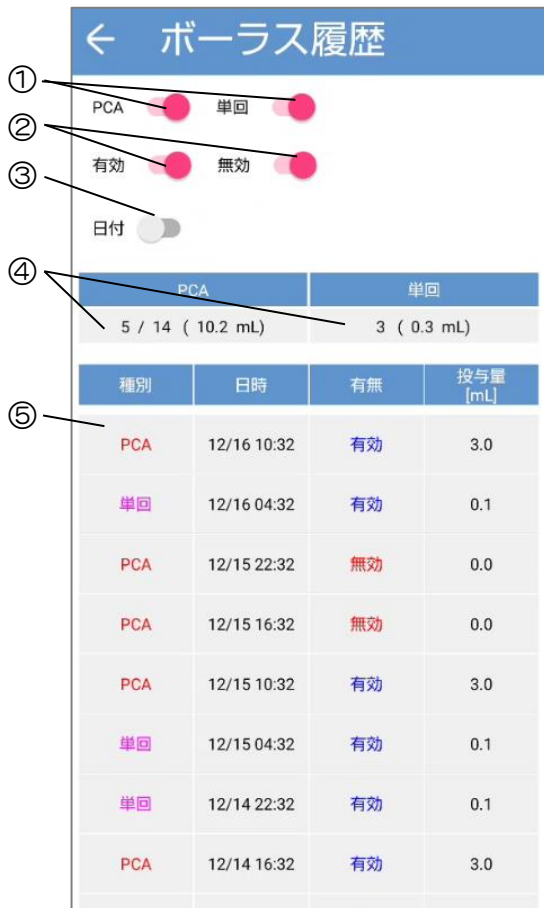 ← ボーラス履歴
① PCA 単回
② 有効 無効
③ 日付
④ PCA 単回
5 / 14 ( 10.2 mL) 3 ( 0.3 mL)
種別 日時 有無 投与量
[mL]
⑤ PCA 12/16 10:32 有効 3.0
単回 12/16 04:32 有効 0.1
PCA 12/15 22:32 無効 0.0
PCA 12/15 16:32 無効 0.0
PCA 12/15 10:32 有効 3.0
単回 12/15 04:32 有効 0.1
単回 12/14 22:32 有効 0.1
PCA 12/14 16:32 有効 3.0